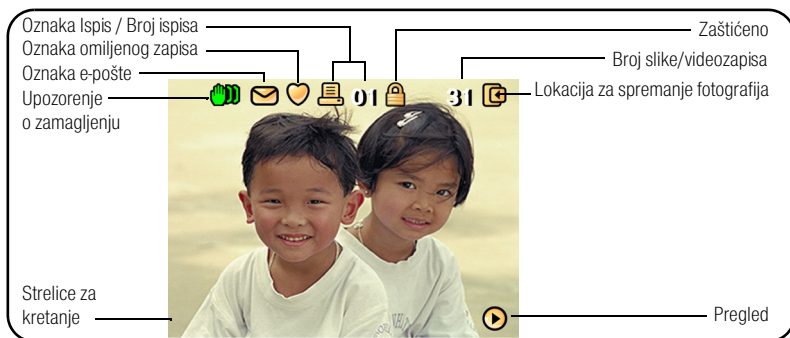 Oznaka Ispis / Broj ispisa
Oznaka omiljenog zapisa
Oznaka e-pošte
Upozorenje
o zamagljenju
Strelice za
kretanje
Zaštićeno
Broj slike/videozapisa
Lokacija za spremanje fotografija
Pregled
01
31